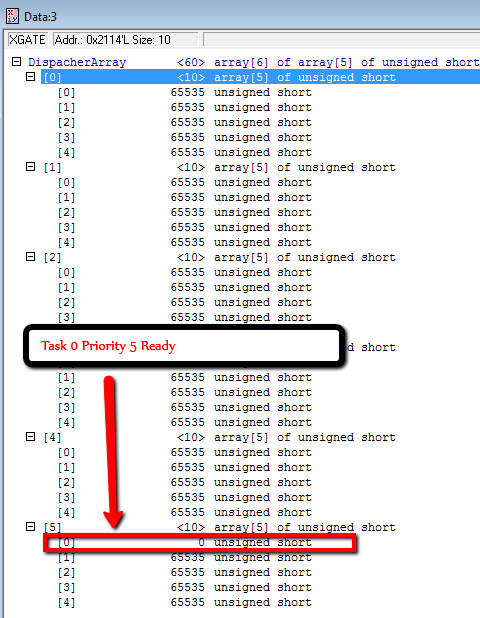 Data:3
XGATE Addr.: 0x2114'L Size: 10
DispacherArray <60> array[6] of array[5] of unsigned short
[0] <10> array[5] of unsigned short
[0] 65535 unsigned short
[1] 65535 unsigned short
[2] 65535 unsigned short
[3] 65535 unsigned short
[4] 65535 unsigned short
[1] <10> array[5] of unsigned short
[0] 65535 unsigned short
[1] 65535 unsigned short
[2] 65535 unsigned short
[3] 65535 unsigned short
[4] 65535 unsigned short
[2] <10> array[5] of unsigned short
[0] 65535 unsigned short
[1] 65535 unsigned short
[2] 65535 unsigned short
[3] 65535 unsigned short
Task 0 Priority 5 Ready
ed short
[1] 65535 unsigned short
[2] 65535 unsigned short
[3] 65535 unsigned short
[4] 65535 unsigned short
[4] <10> array[5] of unsigned short
[0] 65535 unsigned short
[1] 65535 unsigned short
[2] 65535 unsigned short
[3] 65535 unsigned short
[4] 65535 unsigned short
[5] <10> array[5] of unsigned short
[0] 0 unsigned short
[1] 65535 unsigned short
[2] 65535 unsigned short
[3] 65535 unsigned short
[4] 65535 unsigned short